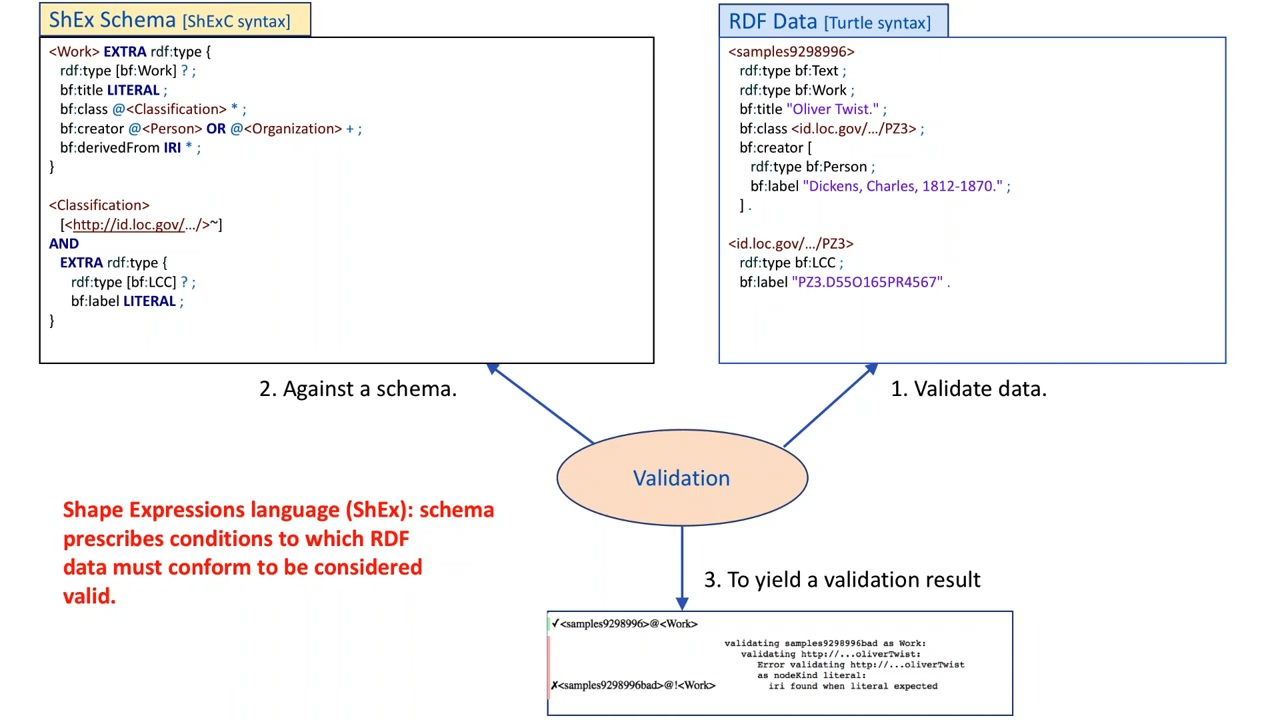 ShEx Schema [ShExC syntax]
<Work> EXTRA rdf:type {
rdf:type [bf:Work] ? ;
bf:title LITERAL ;
bf:class @<Classification> * ;
bf:creator @<Person> OR @<Organization> + ;
bf:derivedFrom IRI * ;
}
<Classification>
[<http://id.loc.gov/.../>~]
AND
EXTRA rdf:type {
rdf:type [bf:LCC] ? ;
bf:label LITERAL ;
}
RDF Data [Turtle syntax]
<samples9298996>
rdf:type bf:Text ;
rdf:type bf:Work ;
bf:title "Oliver Twist." ;
bf:class <id.loc.gov/.../PZ3> ;
bf:creator [
rdf:type bf:Person ;
bf:label "Dickens, Charles, 1812-1870." ;
] .
<id.loc.gov/.../PZ3>
rdf:type bf:LCC ;
bf:label "PZ3.D55O165PR4567" .
2. Against a schema.
1. Validate data.
Validation
Shape Expressions language (ShEx): schema
prescribes conditions to which RDF
data must conform to be considered
valid.
3. To yield a validation result
✓<samples9298996>@<Work>
validating samples9298996bad as Work:
validating http://...oliverTwist:
Error validating http://...oliverTwist
as nodeKind literal:
iri found when literal expected
✗<samples9298996bad>@!<Work>